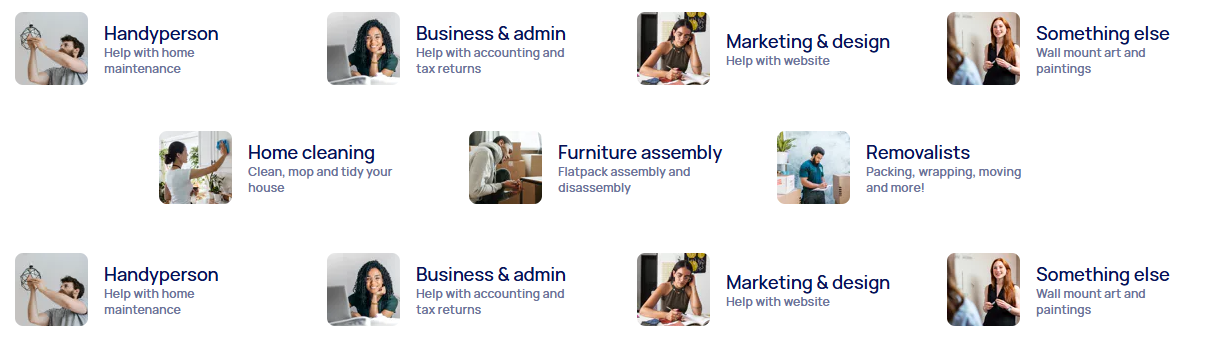 Handyperson
Help with home
maintenance
Business & admin
Help with accounting and
tax returns
Marketing & design
Help with website
Something else
Wall mount art and
paintings
Home cleaning
Clean, mop and tidy your
house
Furniture assembly
Flatpack assembly and
disassembly
Removalists
Packing, wrapping, moving
and more!
Handyperson
Help with home
maintenance
Business & admin
Help with accounting and
tax returns
Marketing & design
Help with website
Something else
Wall mount art and
paintings